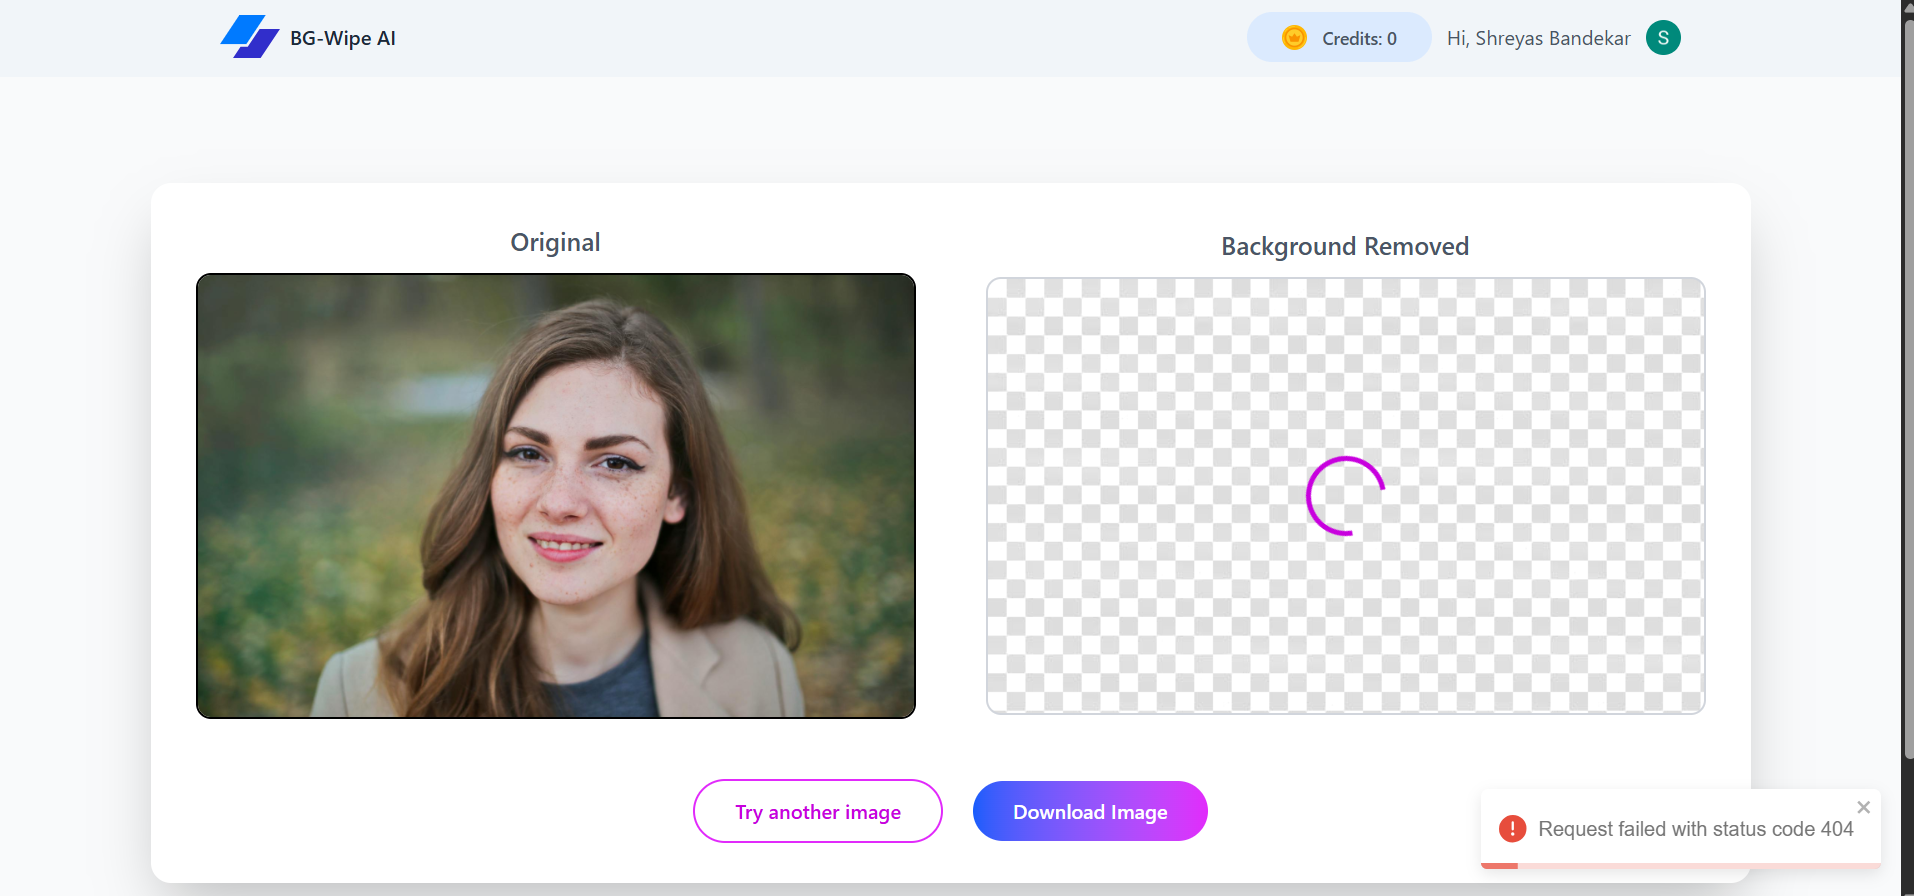 BG-Wipe AI
Credits: 0
Hi, Shreyas Bandekar
S
Original
Background Removed
Try another image
Download Image
Request failed with status code 404